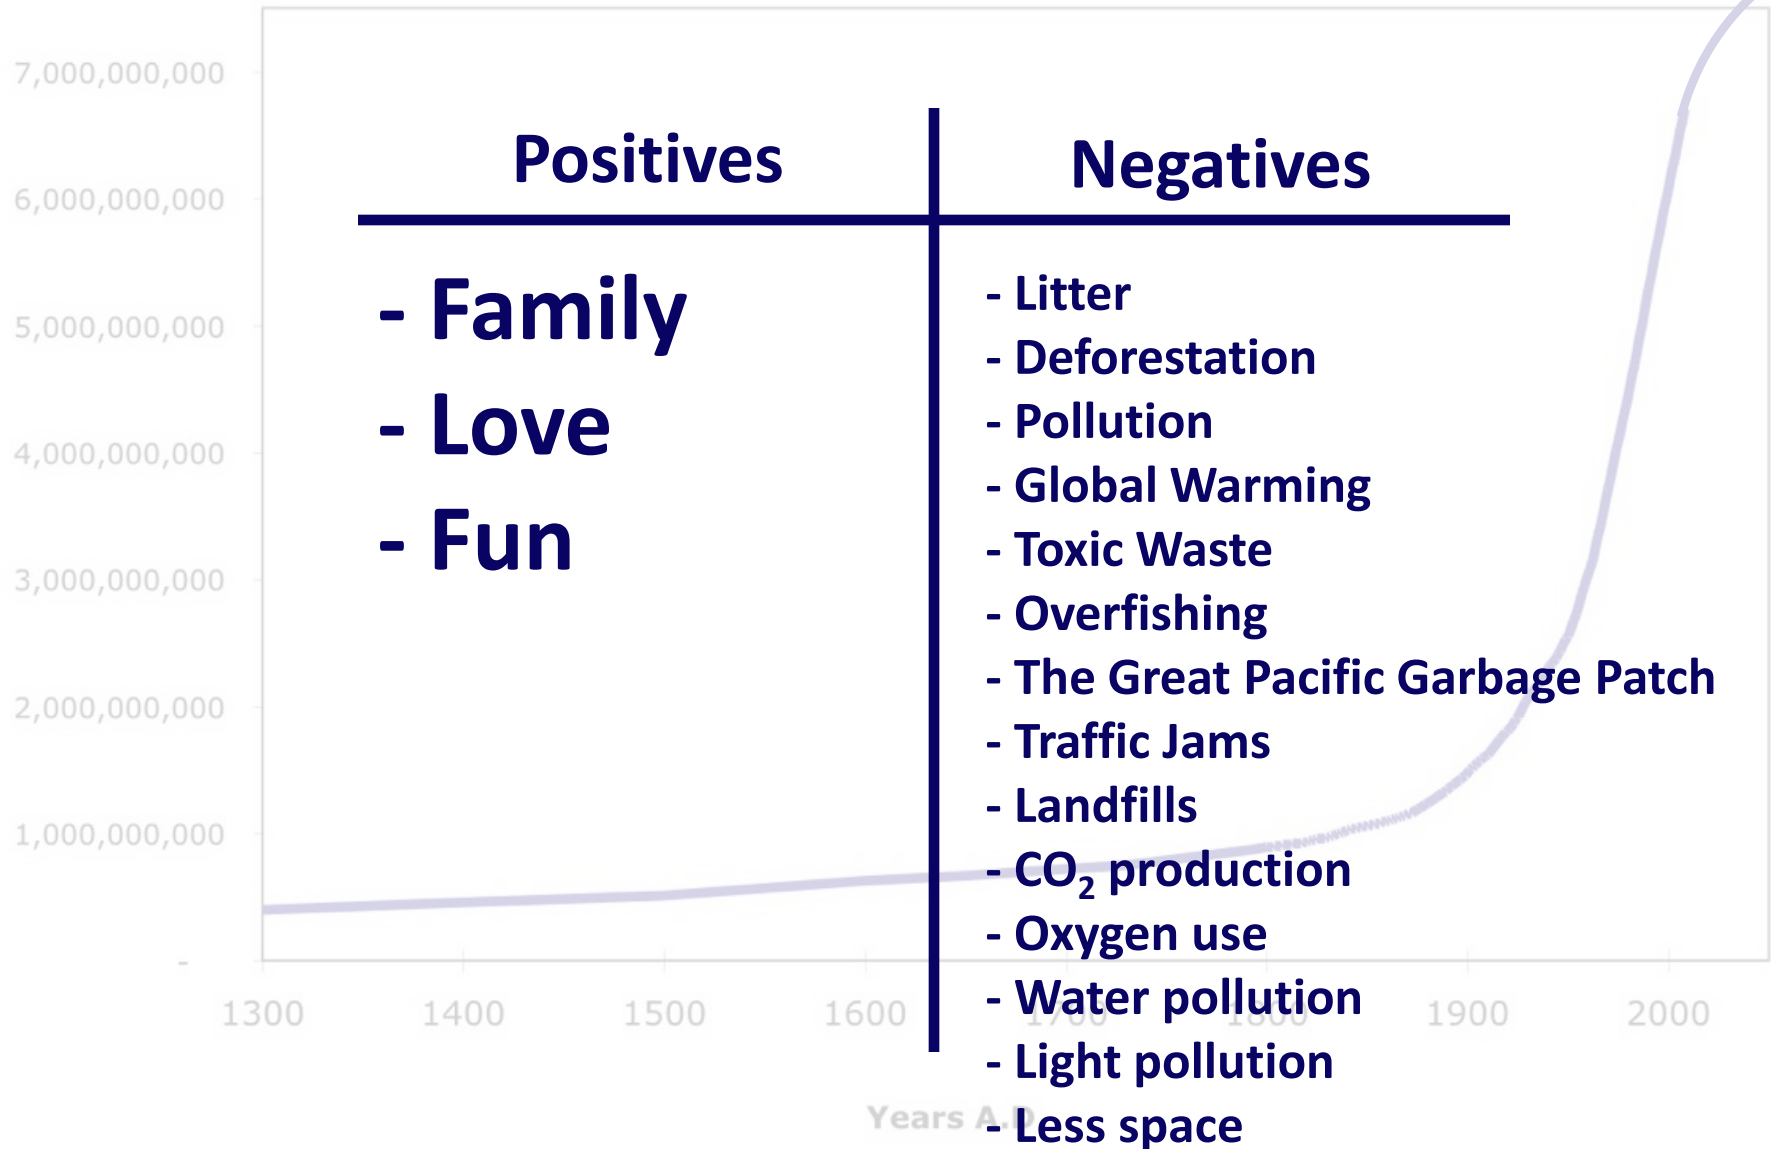 Positives
Negatives
- Family
- Love
- Fun
- Litter
- Deforestation
- Pollution
- Global Warming
- Toxic Waste
- Overfishing
- The Great Pacific Garbage Patch
- Traffic Jams
- Landfills
- CO₂ production
- Oxygen use
- Water pollution
- Light pollution
- Less space
7,000,000,000
6,000,000,000
5,000,000,000
4,000,000,000
3,000,000,000
2,000,000,000
1,000,000,000
-
1300 1400 1500 1600 1700 1800 1900 2000
Years A.D.